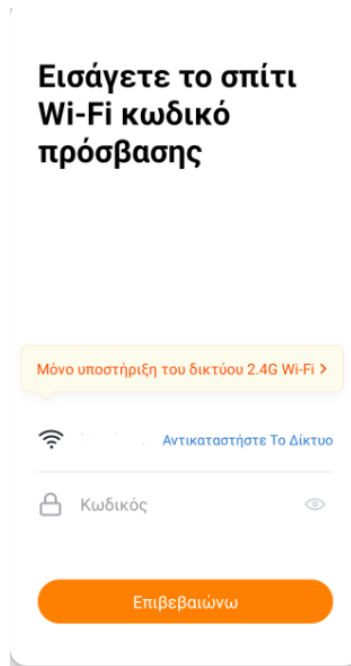 Εισάγετε το σπίτι
Wi-Fi κωδικό
πρόσβασης
Μόνο υποστήριξη του δικτύου 2.4G Wi-Fi >
Αντικαταστήστε Το Δίκτυο
Κωδικός
Επιβεβαιώνω